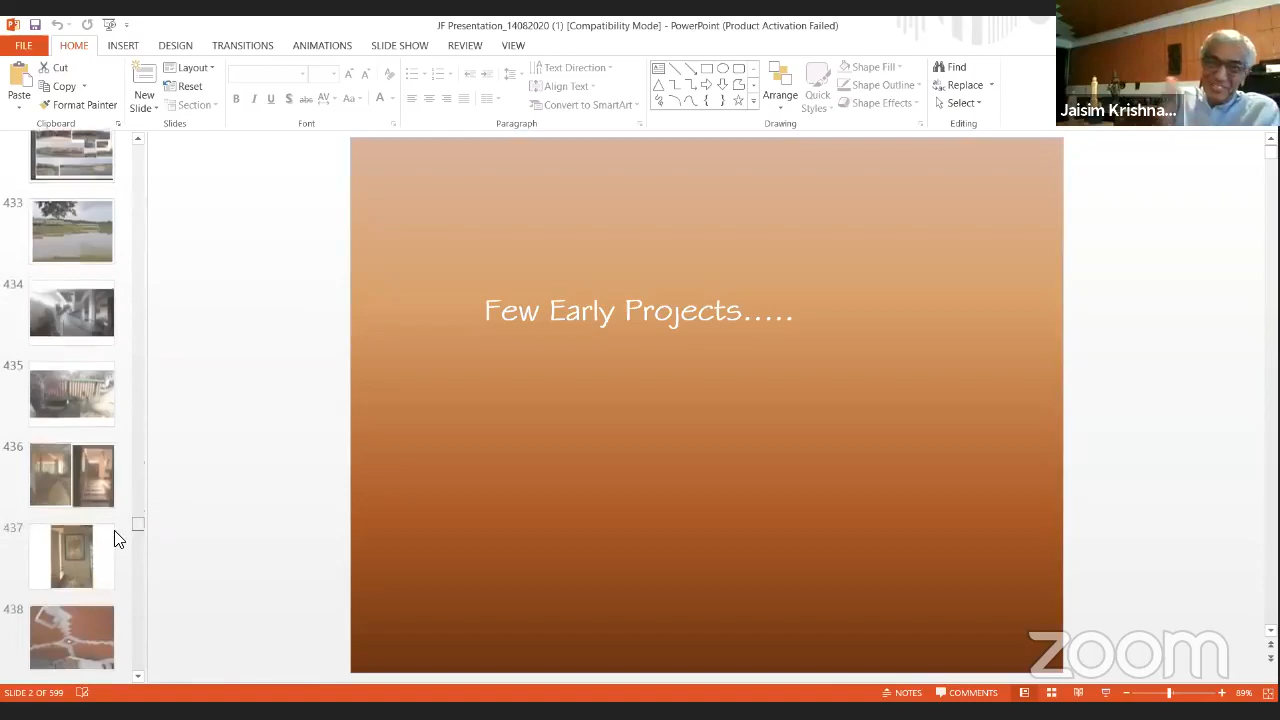 JF Presentation_14082020 (1) [Compatibility Mode] - PowerPoint (Product Activation Failed)
FILE HOME INSERT DESIGN TRANSITIONS ANIMATIONS SLIDE SHOW REVIEW VIEW
Paste
Cut
Copy
Format Painter
Clipboard
New
Slide
Layout
Reset
Section
Slides
B I U S abc AV Aa A
Font
Text Direction
Align Text
Convert to SmartArt
Paragraph
Arrange
Quick
Styles
Shape Fill
Shape Outline
Shape Effects
Drawing
Find
Replace
Select
Editing
Jaisim Krishna...
433
434
435
436
437
438
Few Early Projects.....
zoom
SLIDE 2 OF 599
NOTES COMMENTS 89%